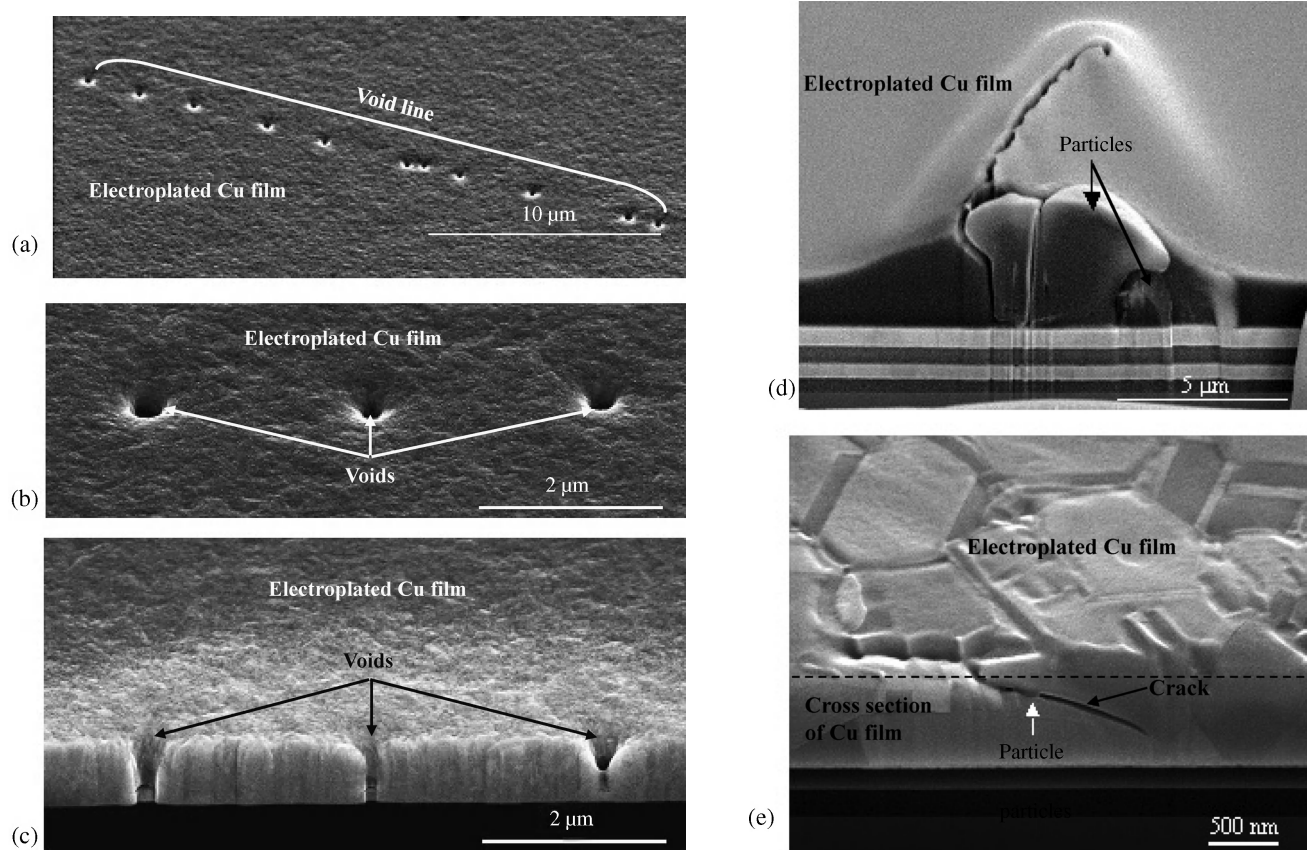 (a)
Void line
Electroplated Cu film
10 µm
(b)
Electroplated Cu film
Voids
2 µm
(c)
Electroplated Cu film
Voids
2 µm
(d)
Electroplated Cu film
Particles
5 µm
(e)
Electroplated Cu film
Crack
Cross section
of Cu film
Particle
particles
500 nm